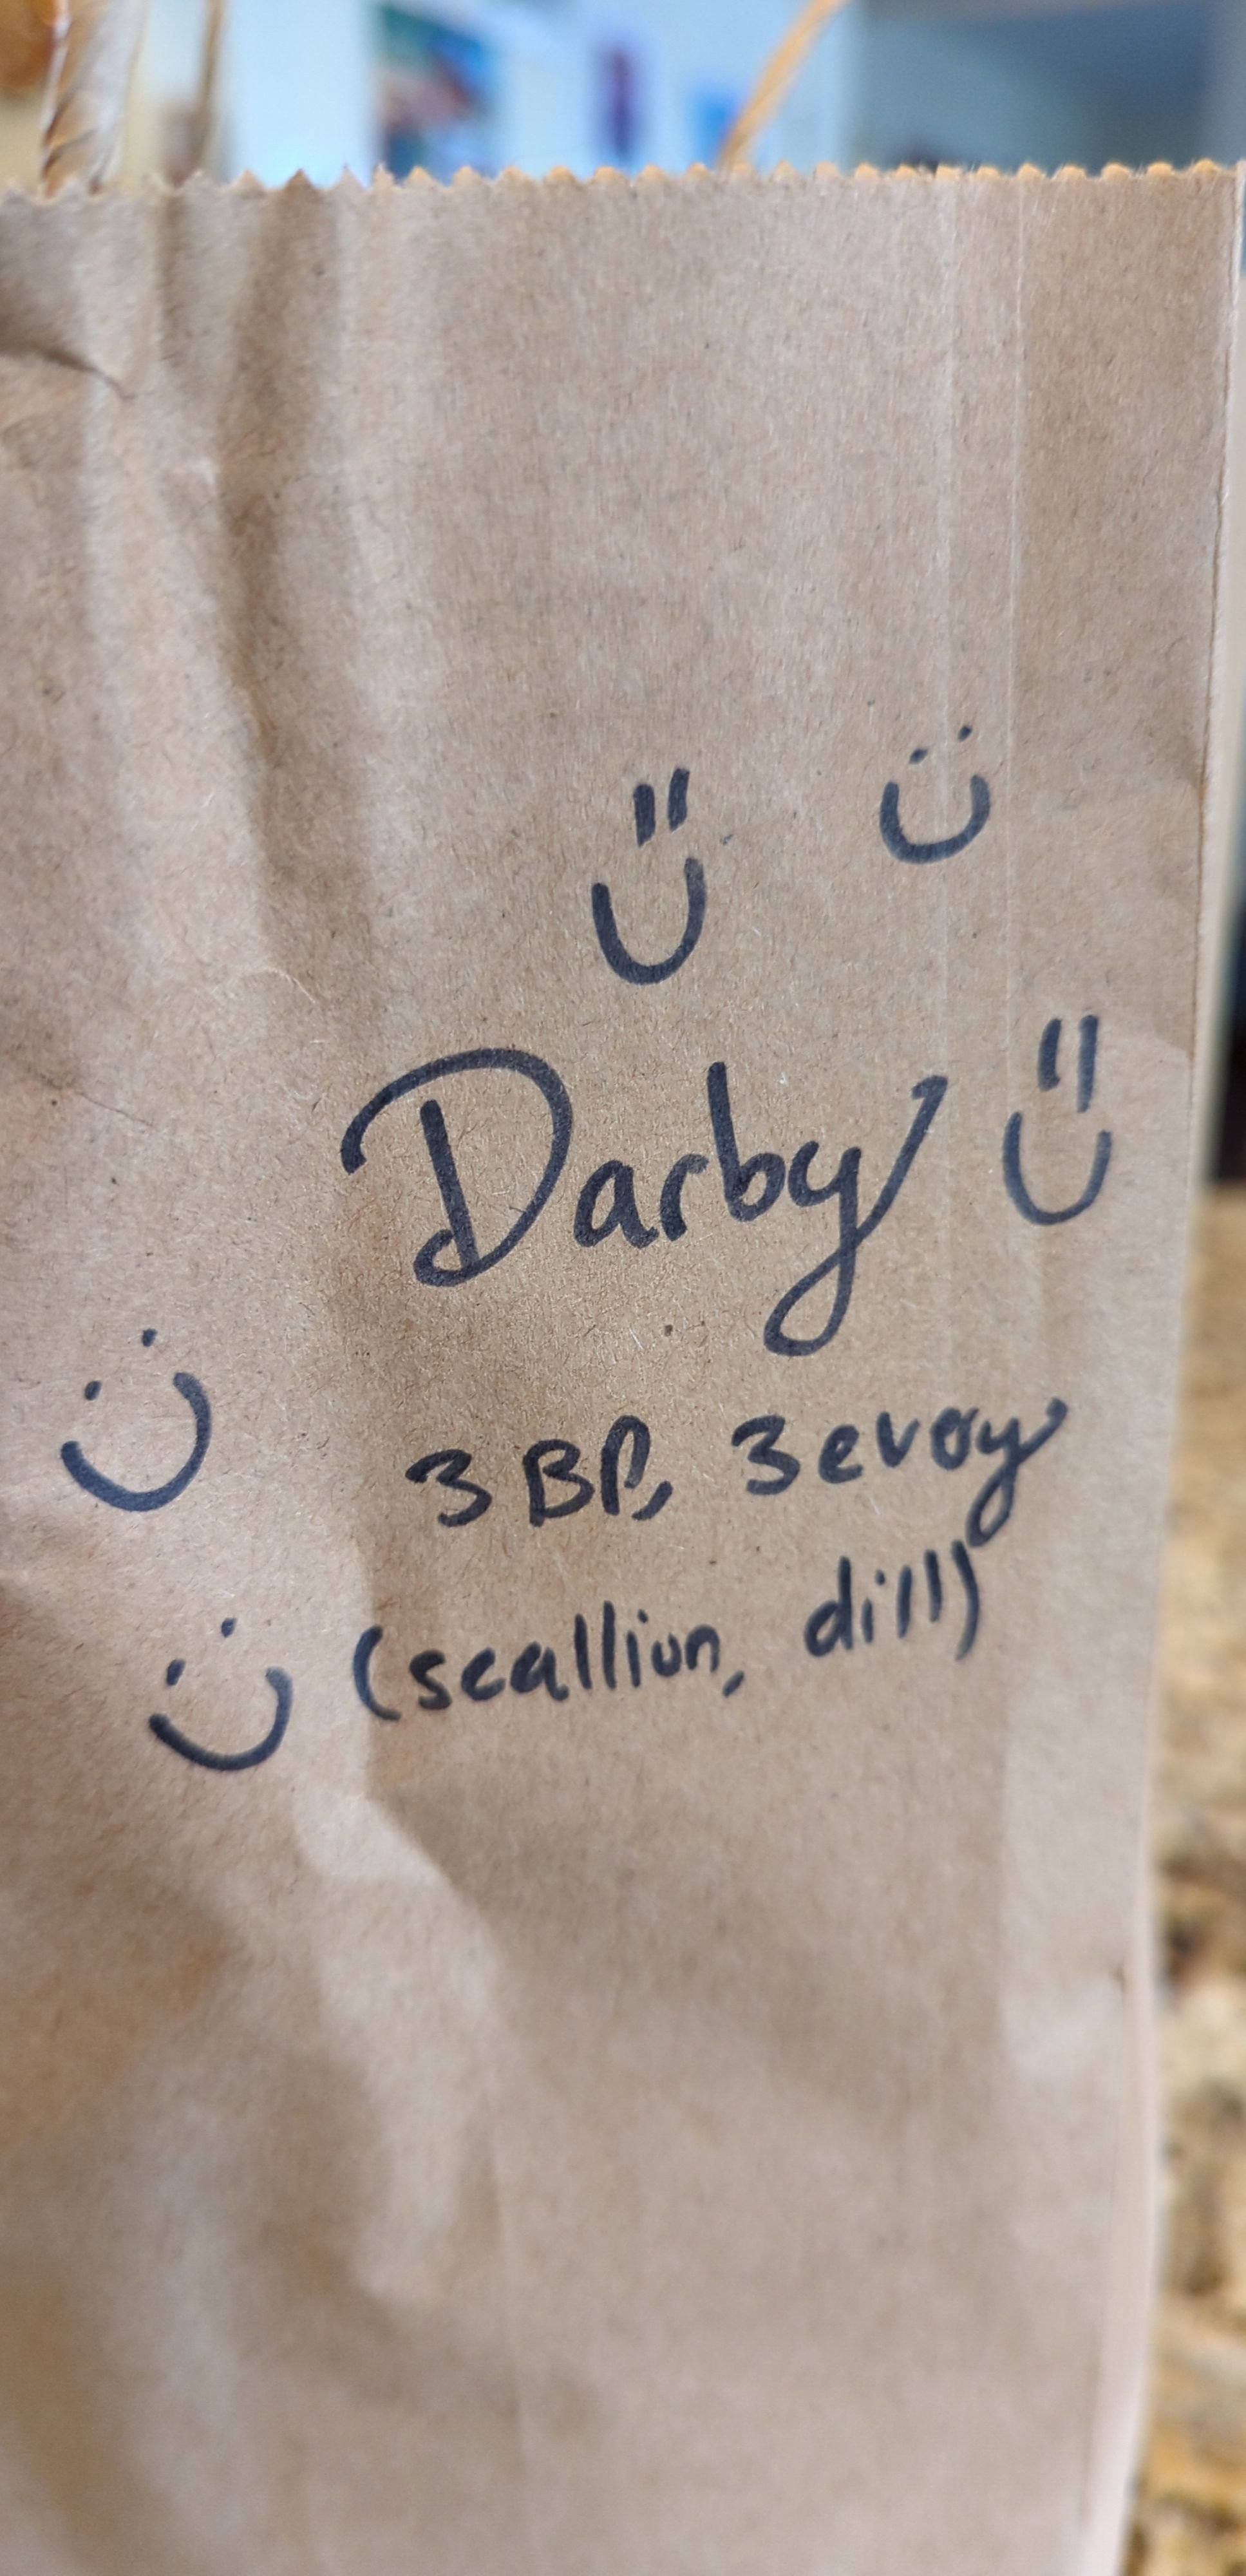 Darby
3 BP, 3 evoy
(scallion, dill)